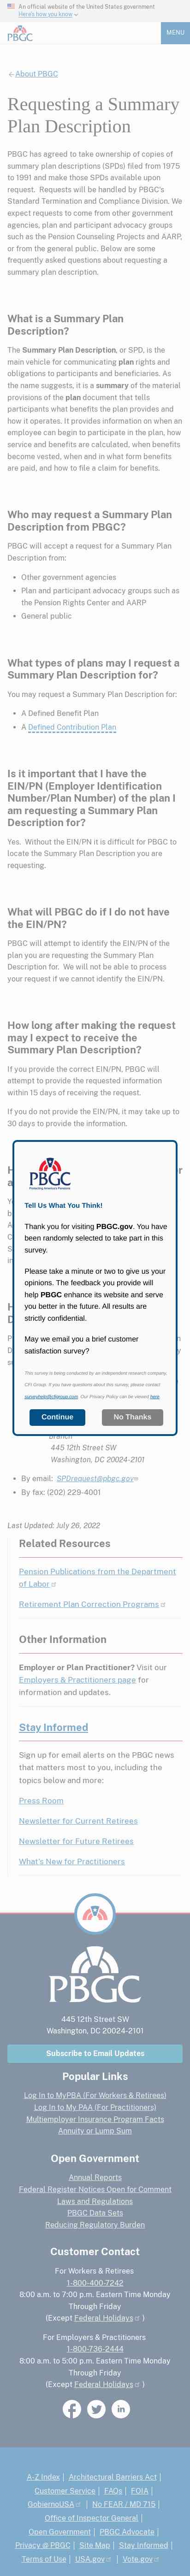 An official website of the United States government
Here's how you know
PBGC
MENU
About PBGC
Requesting a Summary
Plan Description
PBGC has agreed to take over ownership of
copies of summary plan descriptions (SPDs) filed from 1975
and 1996 and make those SPDs available
upon request. Requests will be handled by PBGC's
Standard Termination and Compliance Division. We
expect requests to come from other government
agencies, plan and participant advocacy groups such
as the Pension Counseling Projects and AARP,
or from the general public. Below are some
frequently asked questions about requesting the
summary plan description.
What is a Summary Plan
Description?
The Summary Plan Description, or SPD, is the main
vehicle for communicating plan rights and
obligations to participants and beneficiaries. As the
name suggests, it is a summary of the material
provisions of the plan document that participants are
likely to understand and what benefits are provided
how and when benefits are calculated, when benefits
become vested, and when and in what form benefits
are paid, and how to file a claim for benefits.
Who may request a Summary Plan
Description from PBGC?
PBGC will accept a request for a Summary Plan
Description from:
Other government agencies
Plan and participant advocacy groups such as
the Pension Rights Center and AARP
General public
What types of plans may I request a
Summary Plan Description for?
You may request a Summary Plan Description for:
A Defined Benefit Plan
A Defined Contribution Plan
Is it important that I have the
EIN/PN (Employer Identification
Number/Plan Number) of the plan I
am requesting a Summary Plan
Description for?
Yes. Without the EIN/PN it is difficult for PBGC to
locate the Summary Plan Description you are
requesting.
What will PBGC do if I do not have
the EIN/PN?
PBGC will attempt to identify the EIN/PN of the
plan for which you are requesting the
Summary Plan Description. We may not be able to honor your
request if we cannot identify the EIN/PN.
How long after making the request
may I expect to receive the
Summary Plan Description?
If you provide the correct EIN/PN, PBGC will
attempt to provide the requested information
within 15 days of receiving the request.
If you do not provide the EIN/PN, it may take up to
30 days to provide the information.
PBGC
Tell Us What You Think!
Thank you for visiting PBGC.gov. You have
been randomly selected to take part in this
survey.
Please take a minute or two to give us your
opinions. The feedback you provide will
help PBGC enhance its website and serve
you better in the future. All results are
strictly confidential.
May we email you a brief customer
satisfaction survey?
This survey is being conducted by an independent research company,
CFI Group. If you have questions about this survey, please contact
surveyhelp@cfigroup.com. Our Privacy Policy can be viewed here.
Continue
No Thanks
Branch
445 12th Street SW
Washington, DC 20024-2101
By email: SPDrequest@pbgc.gov
By fax: (202) 229-4001
Last Updated: July 26, 2022
Related Resources
Pension Publications from the Department
of Labor
Retirement Plan Correction Programs
Other Information
Employer or Plan Practitioner? Visit our
Employers & Practitioners page for
information and updates.
Stay Informed
Sign up for email alerts on the PBGC news
that matters most to you, including the
topics below and more:
Press Room
Newsletter for Current Retirees
Newsletter for Future Retirees
What's New for Practitioners
PBGC
445 12th Street SW
Washington, DC 20024-2101
Subscribe to Email Updates
Popular Links
Log In to MyPBA (For Workers & Retirees)
Log In to My PAA (For Practitioners)
Multiemployer Insurance Program Facts
Annuity or Lump Sum
Open Government
Annual Reports
Federal Register Notices Open for Comment
Laws and Regulations
PBGC Data Sets
Reducing Regulatory Burden
Customer Contact
For Workers & Retirees
1-800-400-7242
8:00 a.m. to 7:00 p.m. Eastern Time Monday
Through Friday
(Except Federal Holidays )
For Employers & Practitioners
1-800-736-2444
8:00 a.m. to 5:00 p.m. Eastern Time Monday
Through Friday
(Except Federal Holidays )
A-Z Index | Architectural Barriers Act |
Customer Service | FAQs | FOIA |
GobiernoUSA | No FEAR / MD 715 |
Office of Inspector General |
Open Government | PBGC Advocate |
Privacy @ PBGC | Site Map | Stay informed |
Terms of Use | USA.gov | Vote.gov